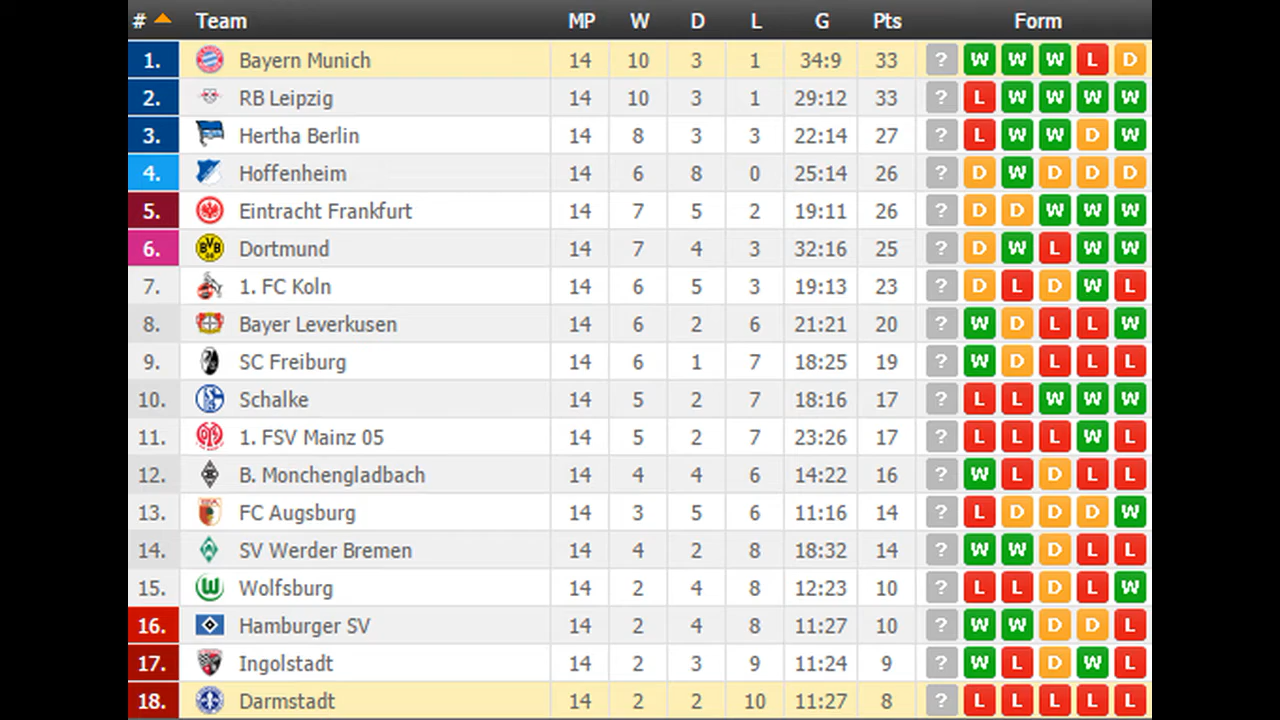 # Team MP W D L G Pts Form
1. Bayern Munich 14 10 3 1 34:9 33 ? W W W L D
2. RB Leipzig 14 10 3 1 29:12 33 ? L W W W W
3. Hertha Berlin 14 8 3 3 22:14 27 ? L W W D W
4. Hoffenheim 14 6 8 0 25:14 26 ? D W D D D
5. Eintracht Frankfurt 14 7 5 2 19:11 26 ? D D W W W
6. Dortmund 14 7 4 3 32:16 25 ? D W L W W
7. 1. FC Koln 14 6 5 3 19:13 23 ? D L D W L
8. Bayer Leverkusen 14 6 2 6 21:21 20 ? W D L L W
9. SC Freiburg 14 6 1 7 18:25 19 ? W D L L L
10. Schalke 14 5 2 7 18:16 17 ? L L W W W
11. 1. FSV Mainz 05 14 5 2 7 23:26 17 ? L L L W L
12. B. Monchengladbach 14 4 4 6 14:22 16 ? W L D L L
13. FC Augsburg 14 3 5 6 11:16 14 ? L D D D W
14. SV Werder Bremen 14 4 2 8 18:32 14 ? W W D L L
15. Wolfsburg 14 2 4 8 12:23 10 ? L L D L W
16. Hamburger SV 14 2 4 8 11:27 10 ? W W D D L
17. Ingolstadt 14 2 3 9 11:24 9 ? W L D W L
18. Darmstadt 14 2 2 10 11:27 8 ? L L L L L